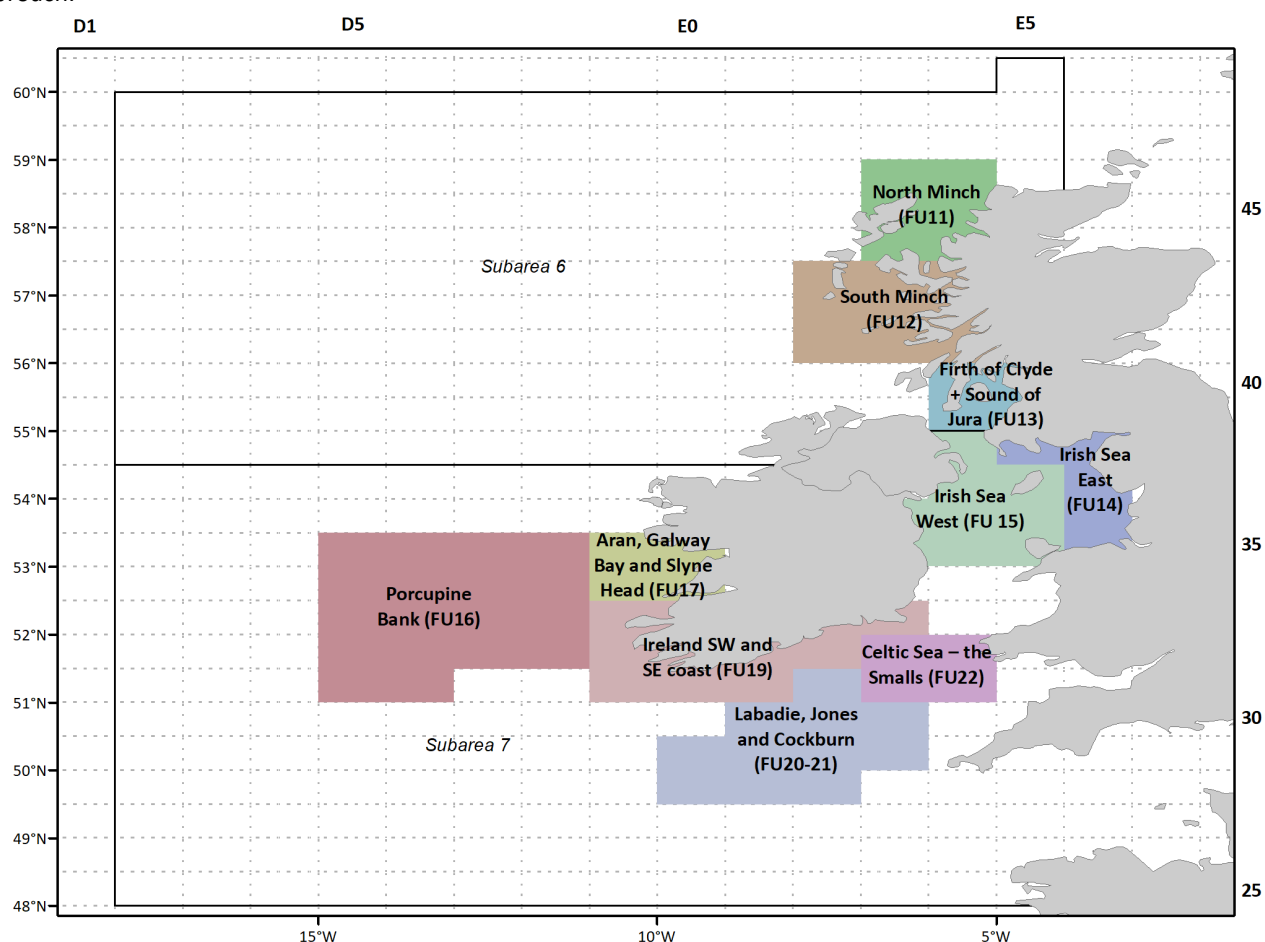 D1
D5
E0
E5
60°N
59°N
North Minch
(FU11)
45
58°N
Subarea 6
57°N
South Minch
(FU12)
56°N
Firth of Clyde
+ Sound of
Jura (FU13)
40
55°N
Irish Sea
East
(FU14)
54°N
Irish Sea
West (FU 15)
35
Aran, Galway
Bay and Slyne
Head (FU17)
53°N
Porcupine
Bank (FU16)
52°N
Ireland SW and
SE coast (FU19)
Celtic Sea – the
Smalls (FU22)
51°N
Labadie, Jones
and Cockburn
(FU20-21)
30
Subarea 7
50°N
49°N
25
48°N
15°W
10°W
5°W